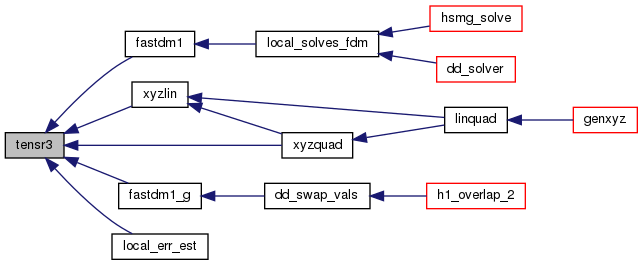 hsmg_solve
fastdm1
local_solves_fdm
dd_solver
xyzlin
linquad
genxyz
tensr3
xyzquad
fastdm1_g
dd_swap_vals
h1_overlap_2
local_err_est